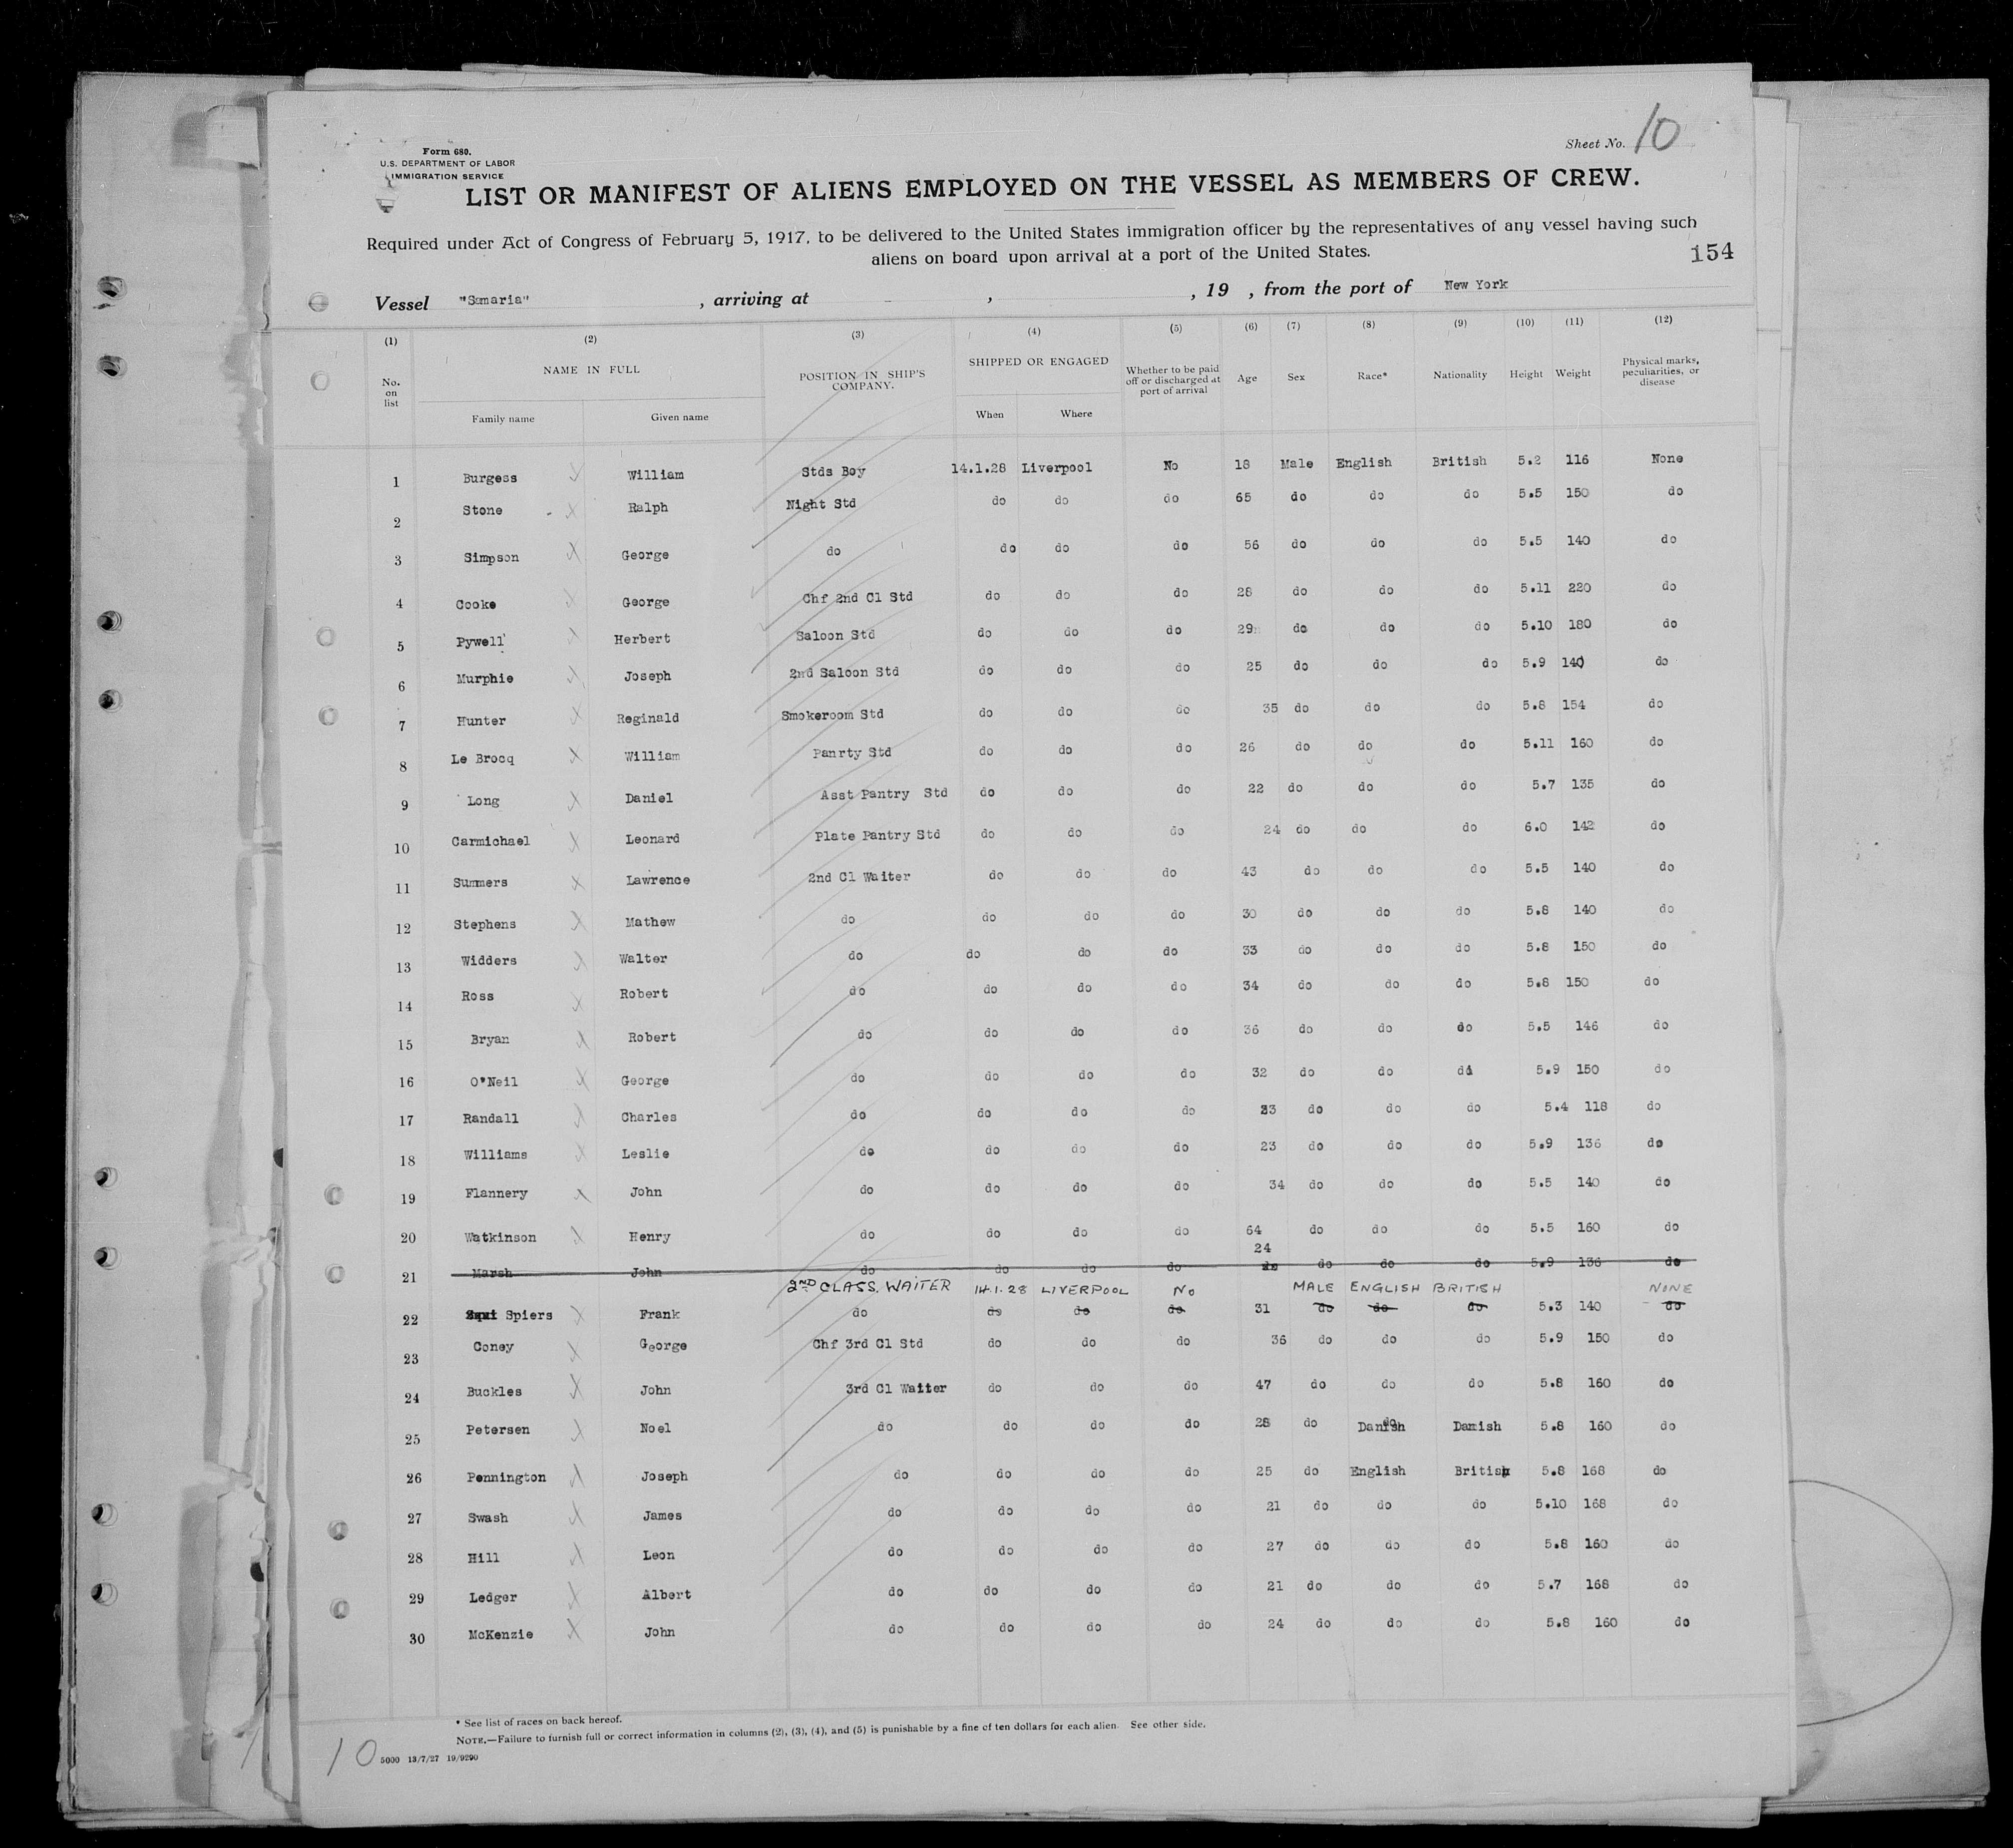 Form 680.
U.S. DEPARTMENT OF LABOR
IMMIGRATION SERVICE
Sheet No. 10
LIST OR MANIFEST OF ALIENS EMPLOYED ON THE VESSEL AS MEMBERS OF CREW.
Required under Act of Congress of February 5, 1917, to be delivered to the United States immigration officer by the representatives of any vessel having such
aliens on board upon arrival at a port of the United States.
154
Vessel "Samaria" , arriving at , , 19 , from the port of New York
(1) (2) (3) (4) (5) (6) (7) (8) (9) (10) (11) (12)
No. on list NAME IN FULL POSITION IN SHIP'S COMPANY. SHIPPED OR ENGAGED Whether to be paid off or discharged at port of arrival Age Sex Race* Nationality Height Weight Physical marks, peculiarities, or disease
Family name Given name When Where
1 Burgess William Stds Boy 14.1.28 Liverpool No 18 Male English British 5.2 116 None
2 Stone Ralph Night Std do do do 65 do do do 5.5 150 do
3 Simpson George do do do do 56 do do do 5.5 140 do
4 Cooke George Chf 2nd Cl Std do do do 28 do do do 5.11 220 do
5 Pywell Herbert Saloon Std do do do 29 do do do 5.10 180 do
6 Murphie Joseph 2nd Saloon Std do do do 25 do do do 5.9 140 do
7 Hunter Reginald Smokeroom Std do do do 35 do do do 5.8 154 do
8 Le Brocq William Panrty Std do do do 26 do do do 5.11 160 do
9 Long Daniel Asst Pantry Std do do do 22 do do do 5.7 135 do
10 Carmichael Leonard Plate Pantry Std do do do 24 do do do 6.0 142 do
11 Summers Lawrence 2nd Cl Waiter do do do 43 do do do 5.5 140 do
12 Stephens Mathew do do do do 30 do do do 5.8 140 do
13 Widders Walter do do do do 33 do do do 5.8 150 do
14 Ross Robert do do do do 34 do do do 5.8 150 do
15 Bryan Robert do do do do 36 do do do 5.5 146 do
16 O'Neil George do do do do 32 do do do 5.9 150 do
17 Randall Charles do do do do 23 do do do 5.4 118 do
18 Williams Leslie do do do do 23 do do do 5.9 136 do
19 Flannery John do do do do 34 do do do 5.5 140 do
20 Watkinson Henry do do do do 64 do do do 5.5 160 do
24
21 Marsh John do do do do do do do do 5.9 136 do
2ND CLASS. WAITER 14.1.28 LIVERPOOL No MALE ENGLISH BRITISH NONE
22 Spiers Frank do do do do 31 do do do 5.3 140 do
23 Coney George Chf 3rd Cl Std do do do 36 do do do 5.9 150 do
24 Buckles John 3rd Cl Waiter do do do 47 do do do 5.8 160 do
25 Petersen Noel do do do do 28 do Danish Danish 5.8 160 do
26 Pennington Joseph do do do do 25 do English British 5.8 168 do
27 Swash James do do do do 21 do do do 5.10 168 do
28 Hill Leon do do do do 27 do do do 5.8 160 do
29 Ledger Albert do do do do 21 do do do 5.7 168 do
30 McKenzie John do do do do 24 do do do 5.8 160 do
* See list of races on back hereof.
NOTE.—Failure to furnish full or correct information in columns (2), (3), (4), and (5) is punishable by a fine of ten dollars for each alien. See other side.
10 5000 13/7/27 19/9290